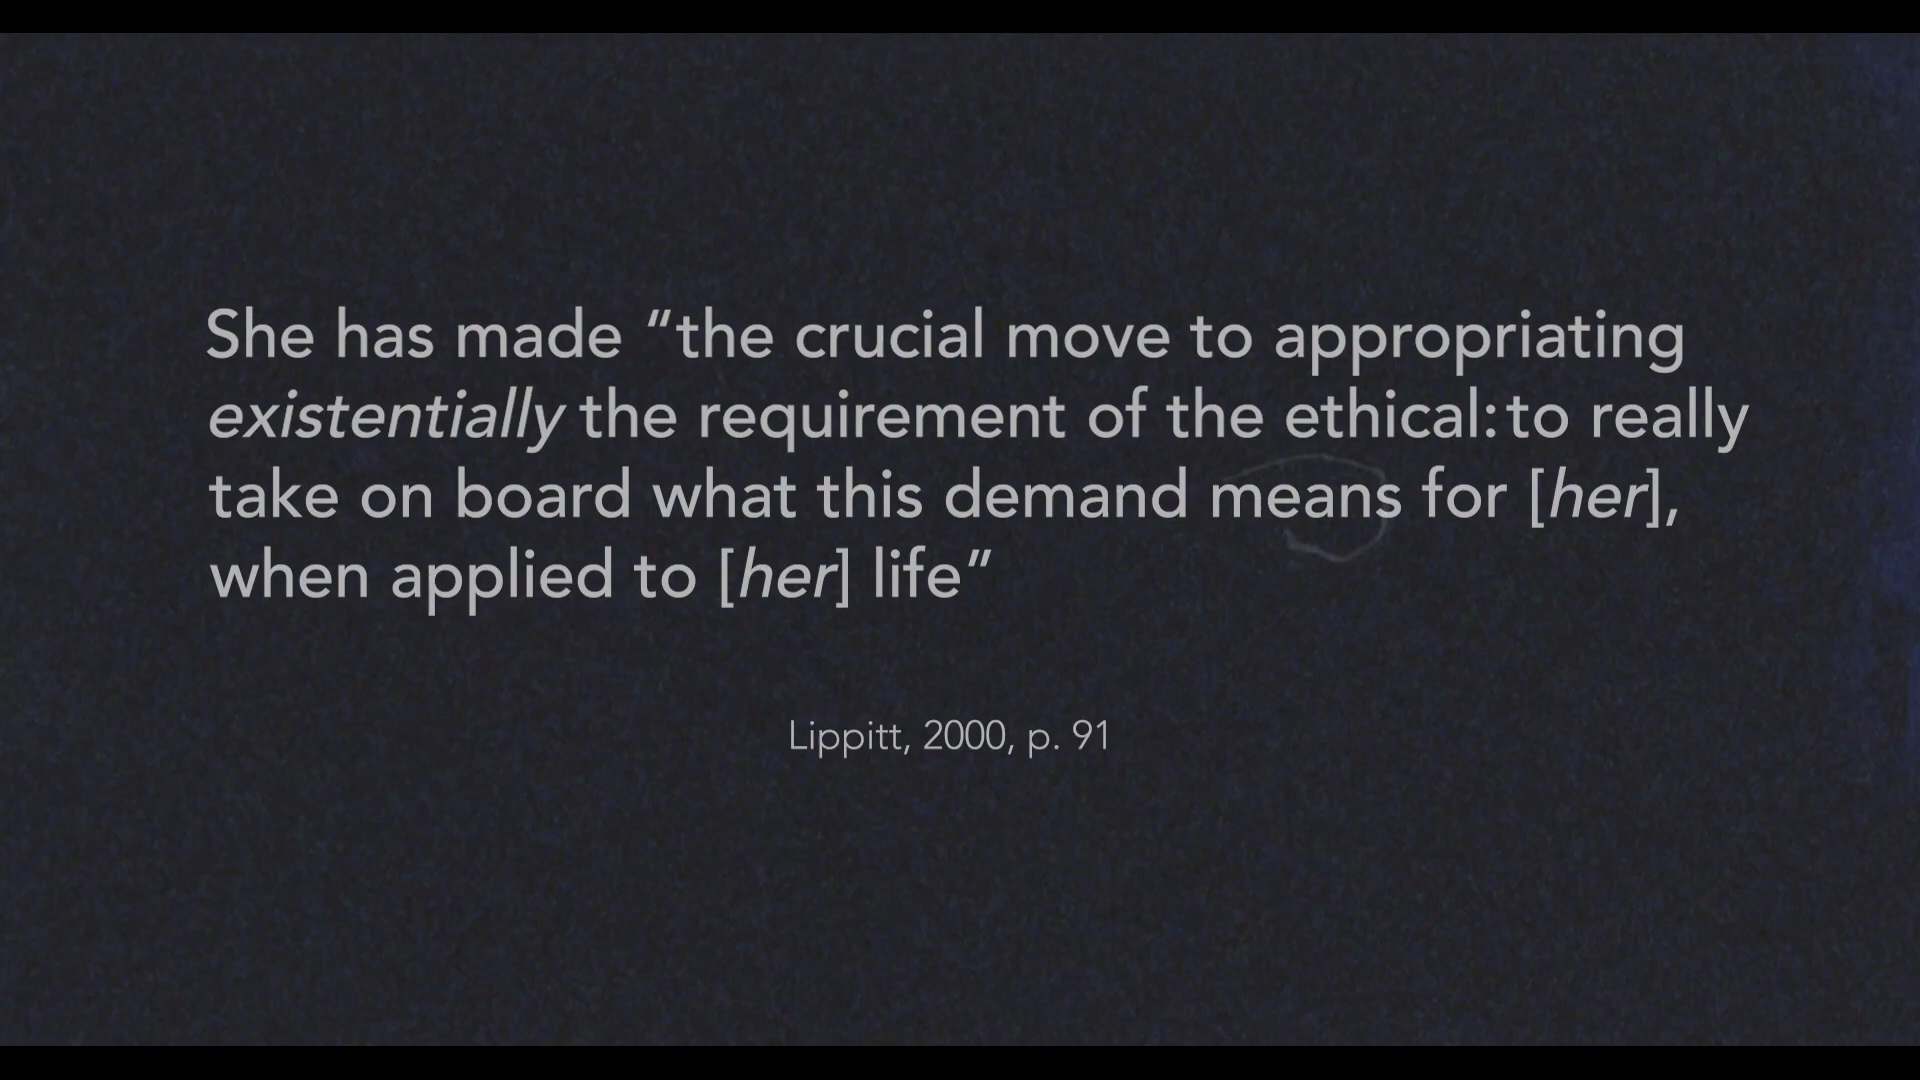 She has made “the crucial move to appropriating
existentially the requirement of the ethical: to really
take on board what this demand means for [her],
when applied to [her] life”
Lippitt, 2000, p. 91